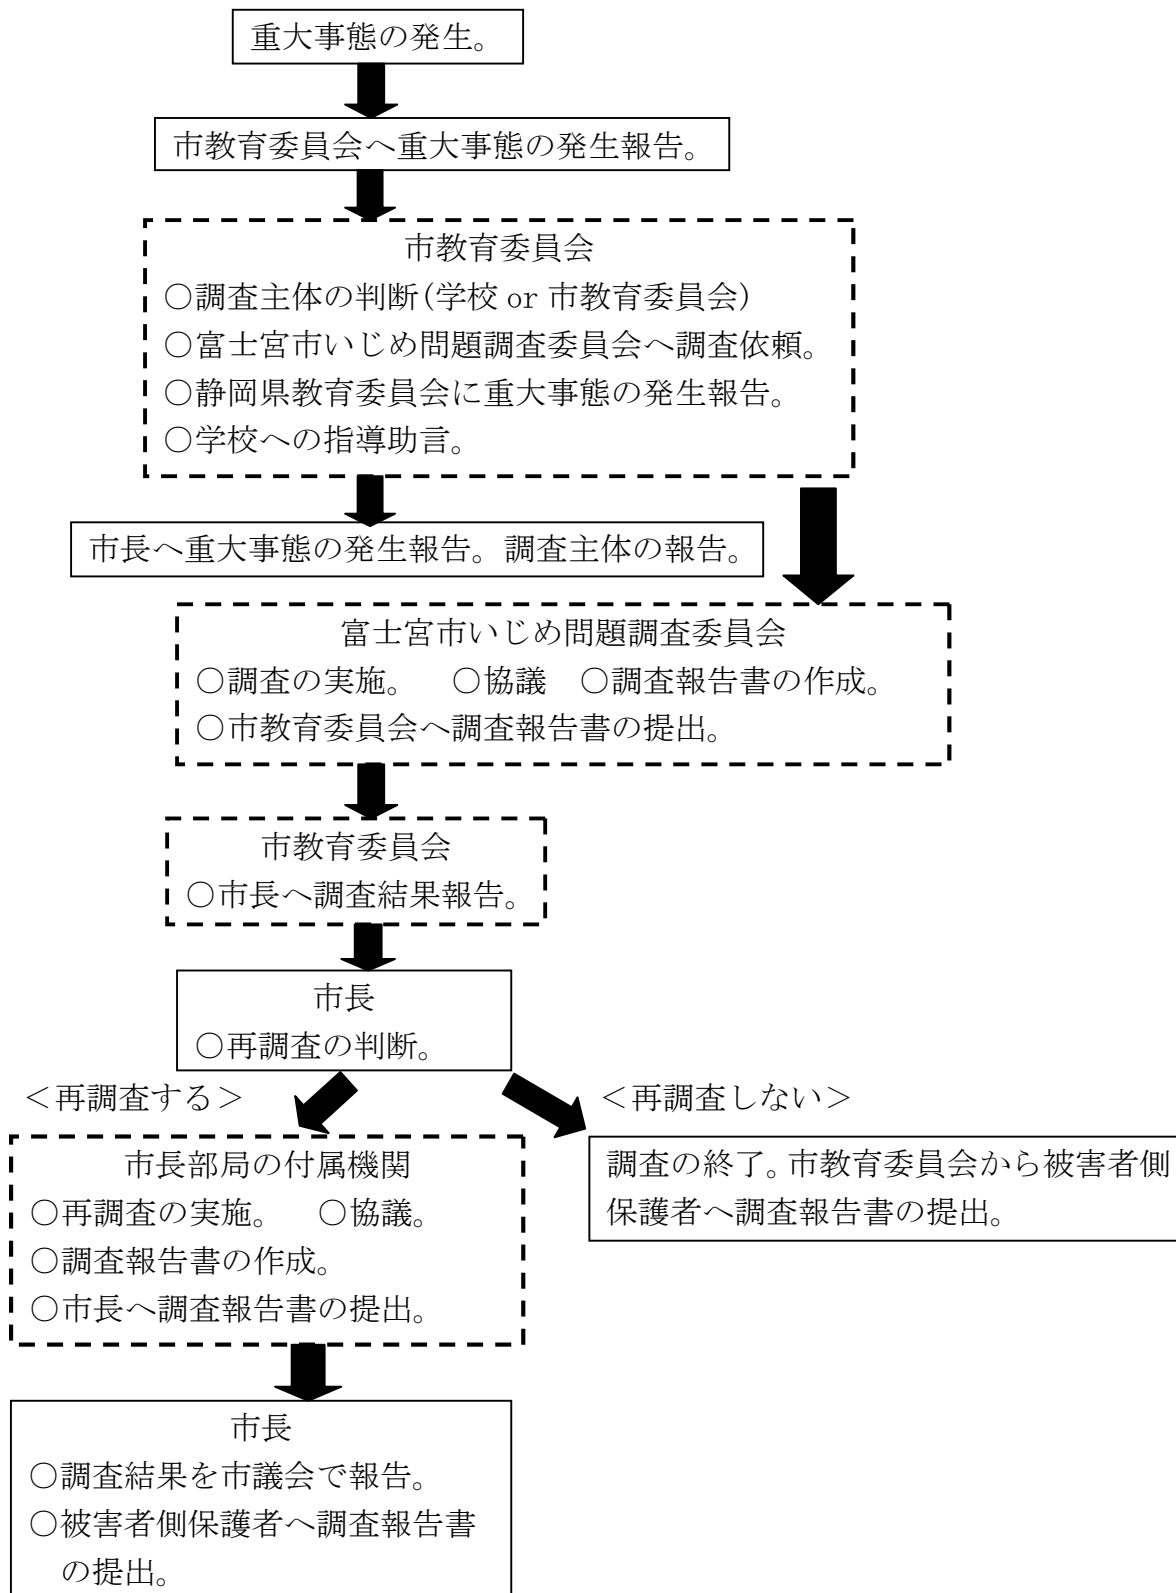 重大事態の発生。
市教育委員会へ重大事態の発生報告。
市教育委員会
○調査主体の判断(学校 or 市教育委員会)
○富士宮市いじめ問題調査委員会へ調査依頼。
○静岡県教育委員会に重大事態の発生報告。
○学校への指導助言。
市長へ重大事態の発生報告。調査主体の報告。
富士宮市いじめ問題調査委員会
○調査の実施。 ○協議 ○調査報告書の作成。
○市教育委員会へ調査報告書の提出。
市教育委員会
○市長へ調査結果報告。
市長
○再調査の判断。
＜再調査する＞
＜再調査しない＞
市長部局の付属機関
○再調査の実施。 ○協議。
○調査報告書の作成。
○市長へ調査報告書の提出。
調査の終了。市教育委員会から被害者側
保護者へ調査報告書の提出。
市長
○調査結果を市議会で報告。
○被害者側保護者へ調査報告書
の提出。